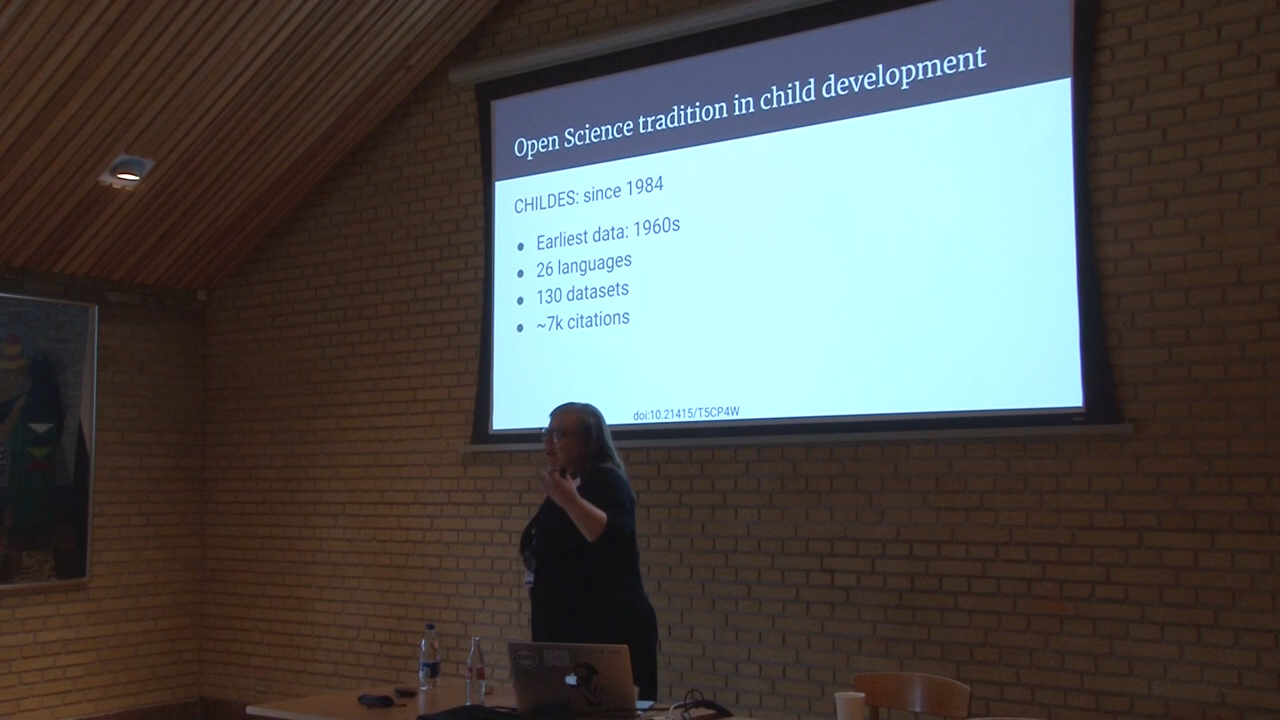 Open Science tradition in child development
CHILDES: since 1984
● Earliest data: 1960s
● 26 languages
● 130 datasets
● ~7k citations
doi:10.21415/T5CP4W